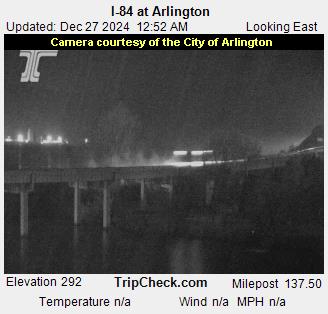 I-84 at Arlington
Updated: Dec 27 2024 12:52 AM Looking East
Camera courtesy of the City of Arlington
Elevation 292 TripCheck.com Milepost 137.50
Temperature n/a Wind n/a MPH n/a